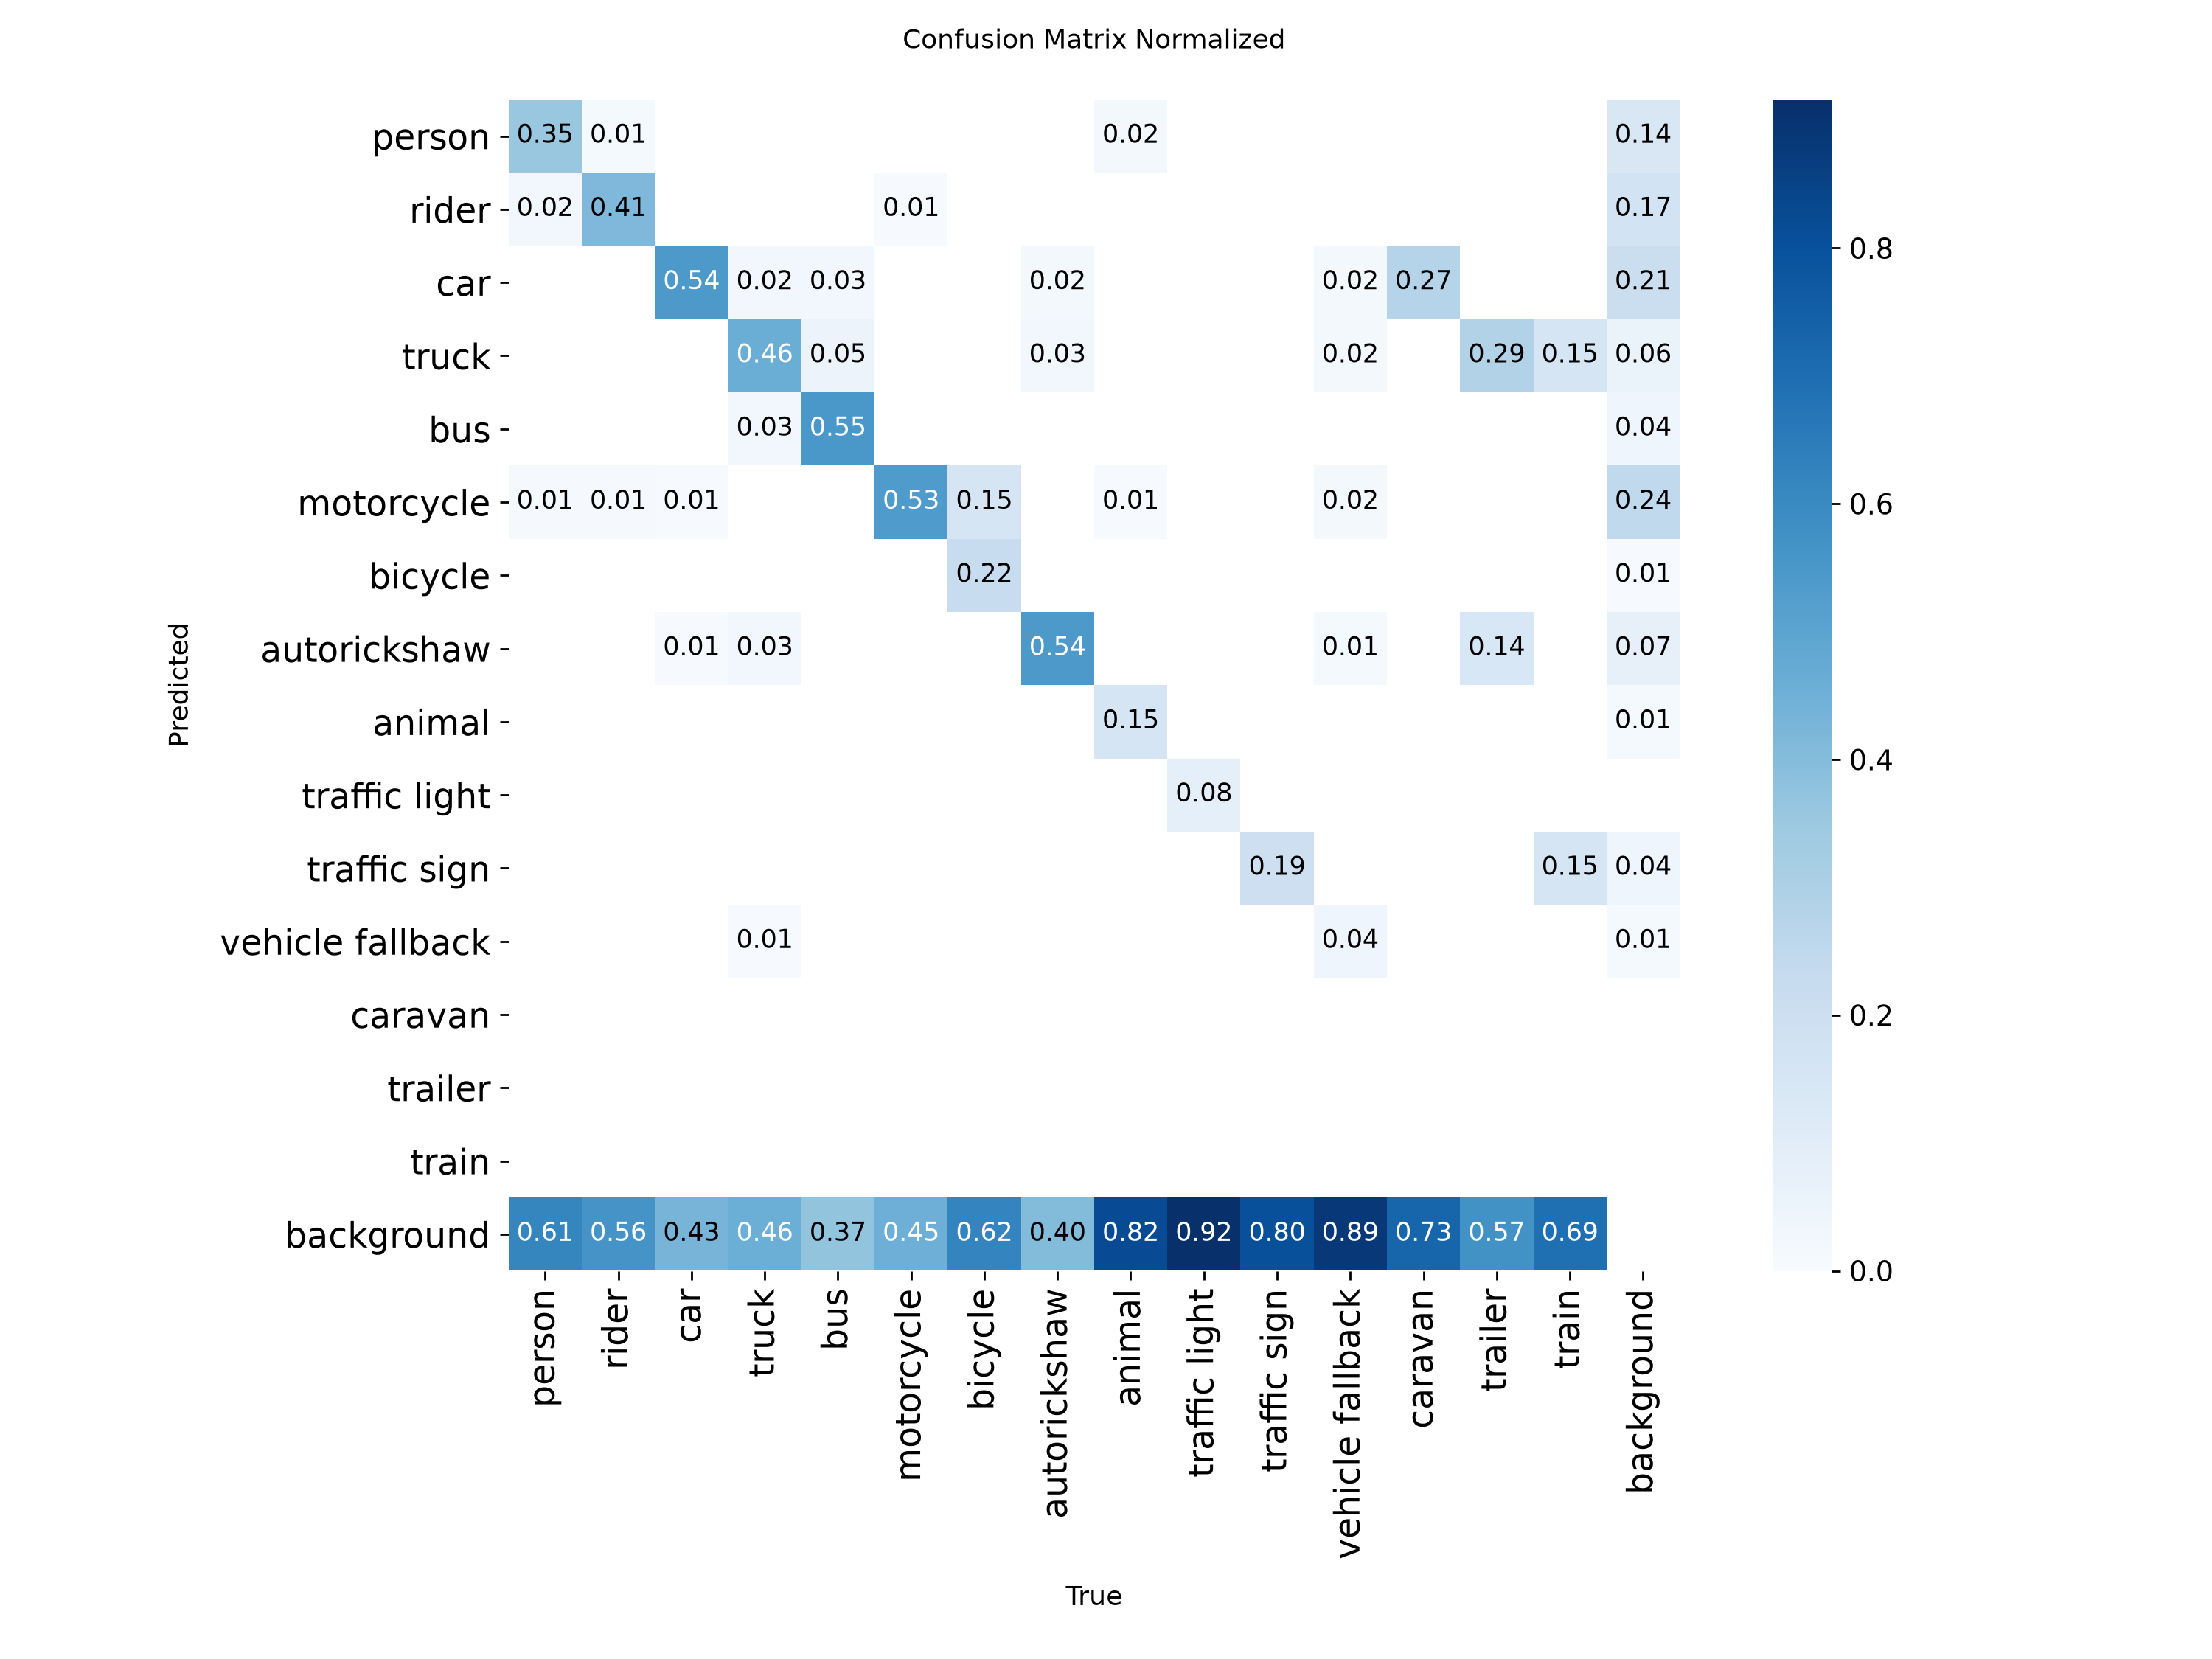 Confusion Matrix Normalized
person 0.35 0.01 0.02 0.14
rider 0.02 0.41 0.01 0.17
car 0.54 0.02 0.03 0.02 0.02 0.27 0.21
truck 0.46 0.05 0.03 0.02 0.29 0.15 0.06
bus 0.03 0.55 0.04
motorcycle 0.01 0.01 0.01 0.53 0.15 0.01 0.02 0.24
bicycle 0.22 0.01
autorickshaw 0.01 0.03 0.54 0.01 0.14 0.07
animal 0.15 0.01
traffic light 0.08
traffic sign 0.19 0.15 0.04
vehicle fallback 0.01 0.04 0.01
caravan
trailer
train
background 0.61 0.56 0.43 0.46 0.37 0.45 0.62 0.40 0.82 0.92 0.80 0.89 0.73 0.57 0.69
Predicted
person
rider
car
truck
bus
motorcycle
bicycle
autorickshaw
animal
traffic light
traffic sign
vehicle fallback
caravan
trailer
train
background
True
0.8
0.6
0.4
0.2
0.0